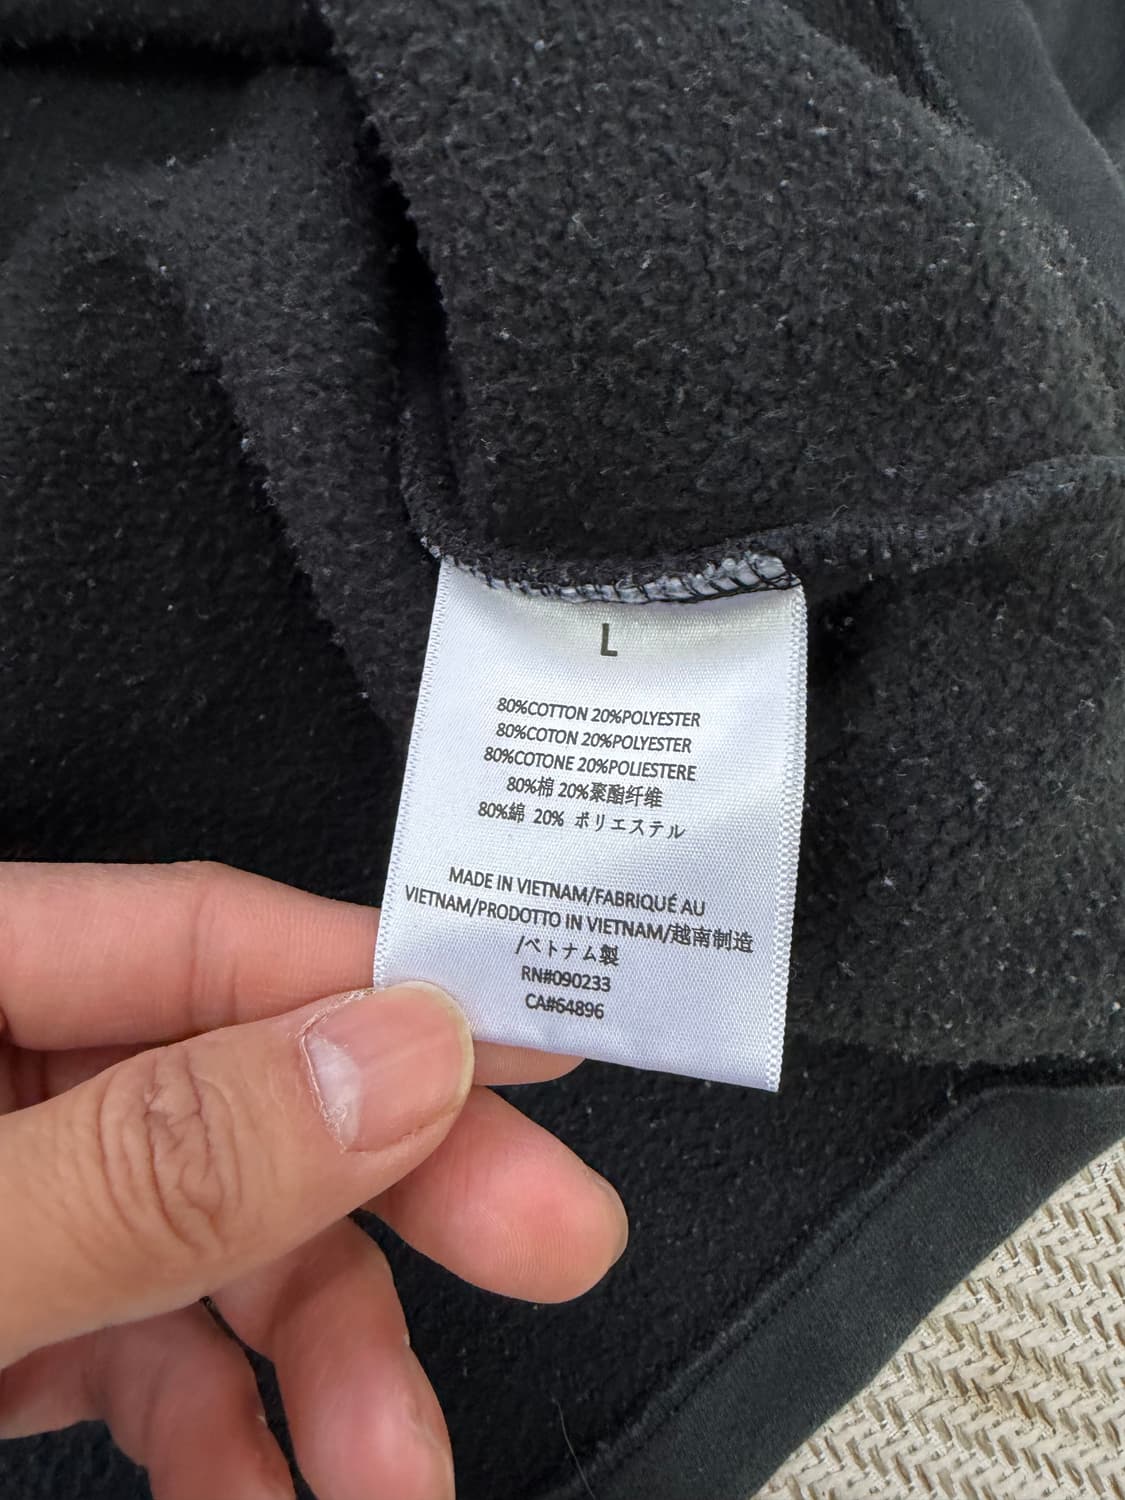 L
80%COTTON 20%POLYESTER
80%COTON 20%POLYESTER
80%COTONE 20%POLIESTERE
80%棉 20%聚酯纤维
80%綿 20% ポリエステル
MADE IN VIETNAM/FABRIQUÉ AU
VIETNAM/PRODOTTO IN VIETNAM/越南制造
/ベトナム製
RN#090233
CA#64896